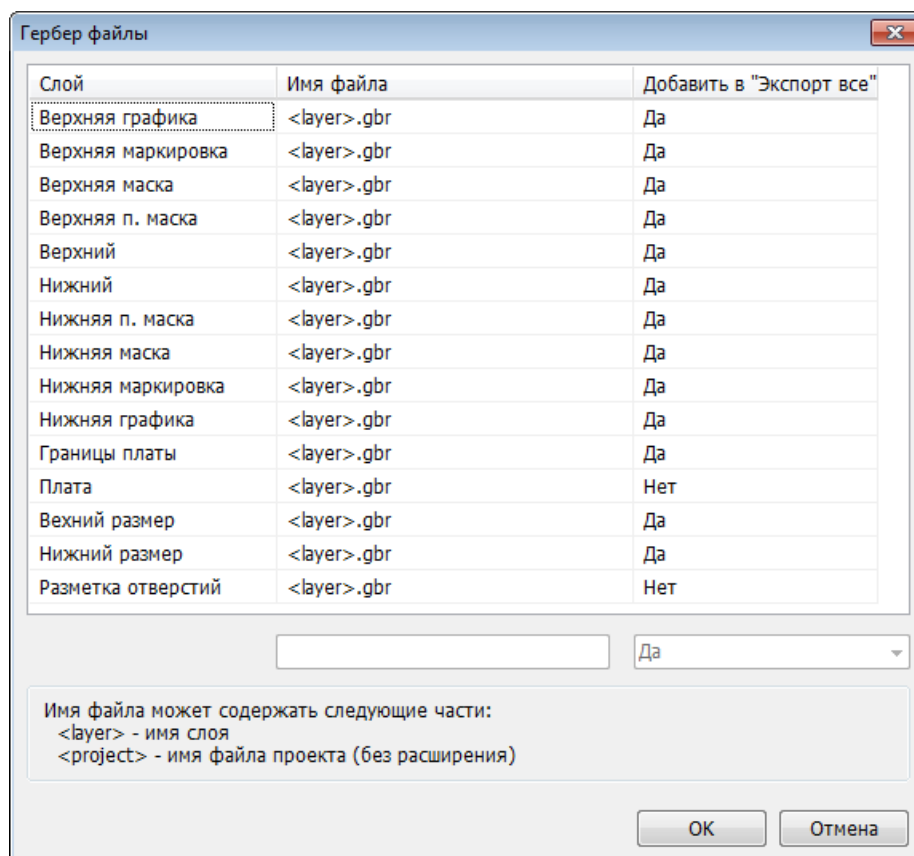 Гербер файлы
Слой Имя файла Добавить в "Экспорт все"
Верхняя графика <layer>.gbr Да
Верхняя маркировка <layer>.gbr Да
Верхняя маска <layer>.gbr Да
Верхняя п. маска <layer>.gbr Да
Верхний <layer>.gbr Да
Нижний <layer>.gbr Да
Нижняя п. маска <layer>.gbr Да
Нижняя маска <layer>.gbr Да
Нижняя маркировка <layer>.gbr Да
Нижняя графика <layer>.gbr Да
Границы платы <layer>.gbr Да
Плата <layer>.gbr Нет
Вехний размер <layer>.gbr Да
Нижний размер <layer>.gbr Да
Разметка отверстий <layer>.gbr Нет
Да
Имя файла может содержать следующие части:
<layer> - имя слоя
<project> - имя файла проекта (без расширения)
OK Отмена